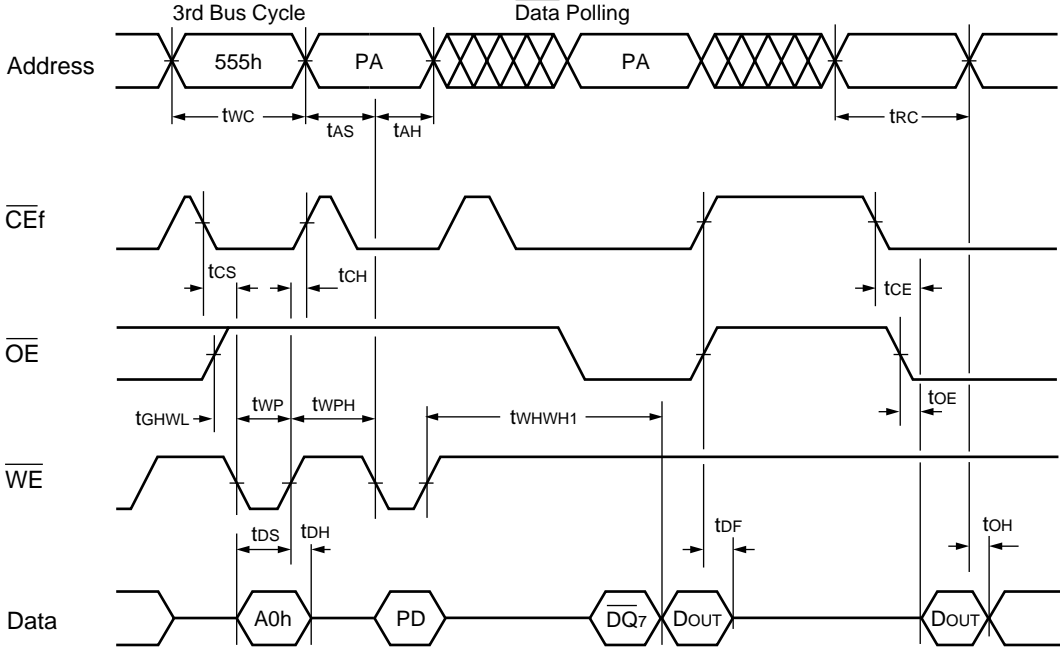 3rd Bus Cycle
Data Polling
Address
555h
PA
PA
tWC
tAS
tAH
tRC
CEf
tCS
tCH
tCE
OE
tGHWL
tWP
tWPH
tWHWH1
tOE
WE
tDS
tDH
tDF
tOH
Data
A0h
PD
DQ7
DOUT
DOUT